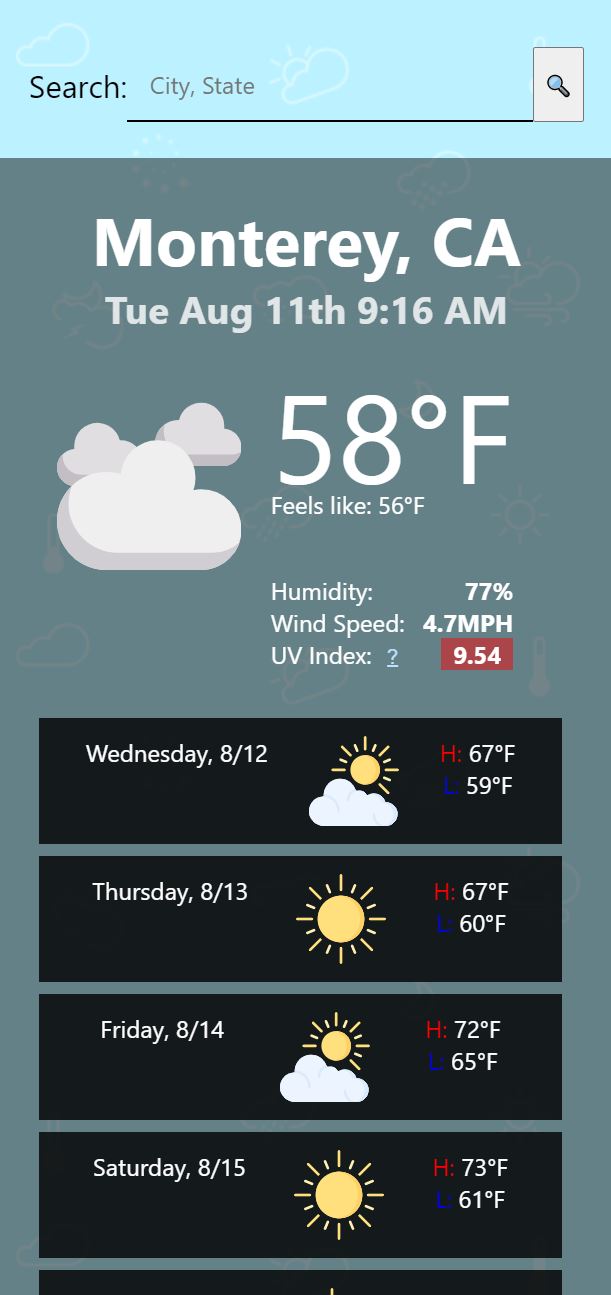 Search: City, State
Monterey, CA
Tue Aug 11th 9:16 AM
58°F
Feels like: 56°F
Humidity: 77%
Wind Speed: 4.7MPH
UV Index: ? 9.54
Wednesday, 8/12 H: 67°F
L: 59°F
Thursday, 8/13 H: 67°F
L: 60°F
Friday, 8/14 H: 72°F
L: 65°F
Saturday, 8/15 H: 73°F
L: 61°F